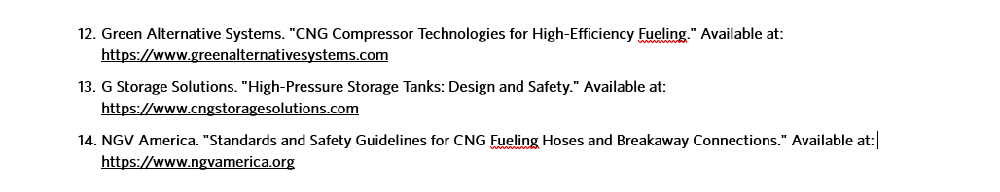 12. Green Alternative Systems. "CNG Compressor Technologies for High-Efficiency Fueling." Available at:
https://www.greenalternativesystems.com
13. G Storage Solutions. "High-Pressure Storage Tanks: Design and Safety." Available at:
https://www.cngstoragesolutions.com
14. NGV America. "Standards and Safety Guidelines for CNG Fueling Hoses and Breakaway Connections." Available at:
https://www.ngvamerica.org